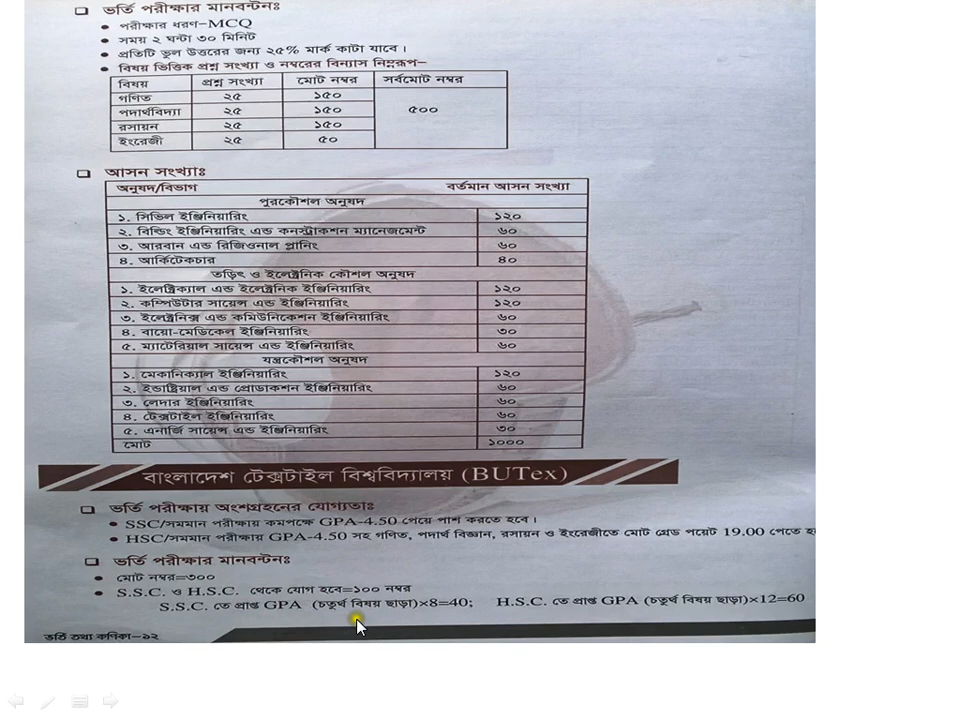 ভর্তি পরীক্ষার মানবন্টনঃ
পরীক্ষার ধরণ-MCQ
সময় ২ ঘন্টা ৩০ মিনিট
প্রতিটি ভুল উত্তরের জন্য ২৫% মার্ক কাটা যাবে।
বিষয় ভিত্তিক প্রশ্ন সংখ্যা ও নম্বরের বিন্যাস নিম্নরূপ-
বিষয় প্রশ্ন সংখ্যা মোট নম্বর সর্বমোট নম্বর
গণিত ২৫ ১৫০
পদার্থবিদ্যা ২৫ ১৫০ ৫০০
রসায়ন ২৫ ১৫০
ইংরেজী ২৫ ৫০
আসন সংখ্যাঃ
অনুষদ/বিভাগ বর্তমান আসন সংখ্যা
পুরকৌশল অনুষদ
১. সিভিল ইঞ্জিনিয়ারিং ১২০
২. বিল্ডিং ইঞ্জিনিয়ারিং এন্ড কনস্ট্রাকশন ম্যানেজমেন্ট ৬০
৩. আরবান এন্ড রিজিওনাল প্লানিং ৬০
৪. আর্কিটেকচার ৪০
তড়িৎ ও ইলেক্ট্রনিক কৌশল অনুষদ
১. ইলেক্ট্রিক্যাল এন্ড ইলেক্ট্রনিক ইঞ্জিনিয়ারিং ১২০
২. কম্পিউটার সায়েন্স এন্ড ইঞ্জিনিয়ারিং ১২০
৩. ইলেক্ট্রনিক্স এন্ড কমিউনিকেশন ইঞ্জিনিয়ারিং ৬০
৪. বায়ো-মেডিকেল ইঞ্জিনিয়ারিং ৩০
৫. ম্যাটেরিয়াল সায়েন্স এন্ড ইঞ্জিনিয়ারিং ৬০
যন্ত্রকৌশল অনুষদ
১. মেকানিক্যাল ইঞ্জিনিয়ারিং ১২০
২. ইন্ডাষ্ট্রিয়াল এন্ড প্রোডাকশন ইঞ্জিনিয়ারিং ৬০
৩. লেদার ইঞ্জিনিয়ারিং ৬০
৪. টেক্সটাইল ইঞ্জিনিয়ারিং ৬০
৫. এনার্জি সায়েন্স এন্ড ইঞ্জিনিয়ারিং ৩০
মোট ১০০০
বাংলাদেশ টেক্সটাইল বিশ্ববিদ্যালয় (BUTex)
ভর্তি পরীক্ষায় অংশগ্রহনের যোগ্যতাঃ
SSC/সমমান পরীক্ষায় কমপক্ষে GPA-4.50 পেয়ে পাশ করতে হবে।
HSC/সমমান পরীক্ষায় GPA-4.50 সহ গণিত, পদার্থ বিজ্ঞান, রসায়ন ও ইংরেজীতে মোট গ্রেড পয়েন্ট 19.00 পেতে
ভর্তি পরীক্ষার মানবন্টনঃ
মোট নম্বর=৩০০
S.S.C. ও H.S.C. থেকে যোগ হবে=১০০ নম্বর
S.S.C. তে প্রাপ্ত GPA (চতুর্থ বিষয় ছাড়া)×8=40; H.S.C. তে প্রাপ্ত GPA (চতুর্থ বিষয় ছাড়া)×12=60
ভর্তি তথ্য কণিকা-১২